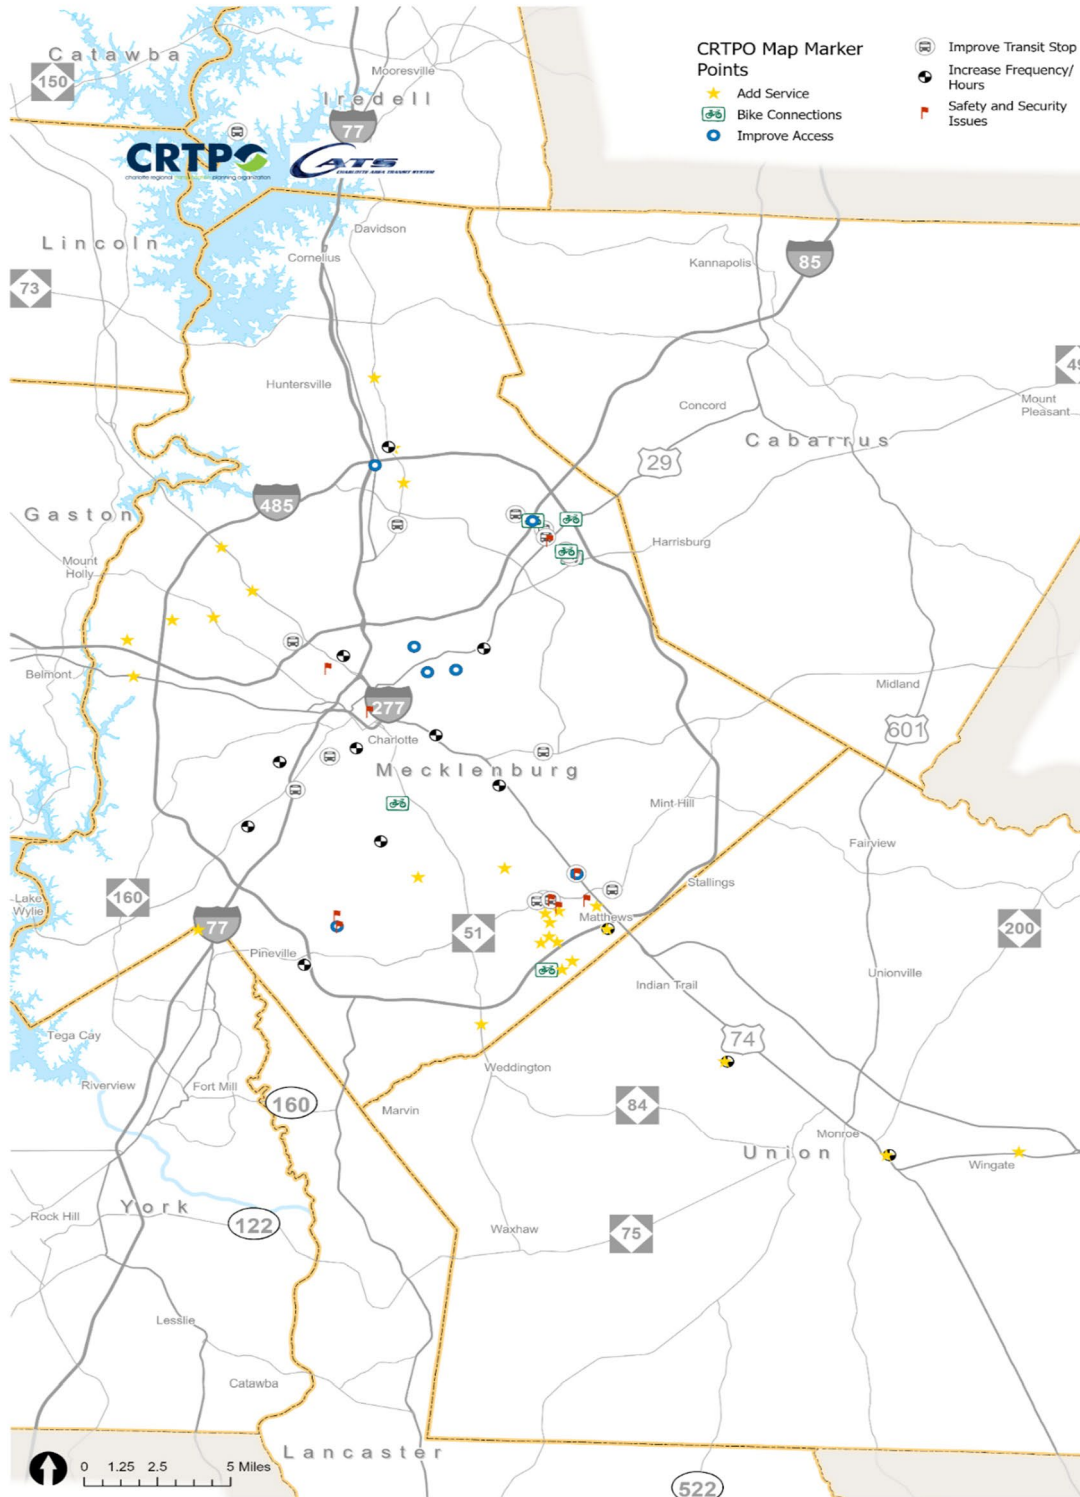 CRTPO Map Marker
Points
Add Service
Bike Connections
Improve Access
Improve Transit Stop
Increase Frequency/
Hours
Safety and Security
Issues
Catawba
150
Mooresville
Iredell
77
CRTPO
CATS
CHARLOTTE AREA TRANSIT SYSTEM
Davidson
Lincoln
Cornelius
Kannapolis
85
73
Huntersville
49
Mount
Pleasant
Concord
Cabarrus
29
485
Gaston
Harrisburg
Mount
Holly
Belmont
Midland
277
601
Charlotte
Mecklenburg
Mint Hill
Fairview
Stallings
160
Lake
Wylie
Matthews
77
51
200
Pineville
Unionville
Indian Trail
Tega Cay
74
Weddington
Riverview
Fort Mill
160
Marvin
84
Monroe
Union
Wingate
York
Rock Hill
122
Waxhaw
75
Lesslie
Catawba
Lancaster
0 1.25 2.5 5 Miles
522